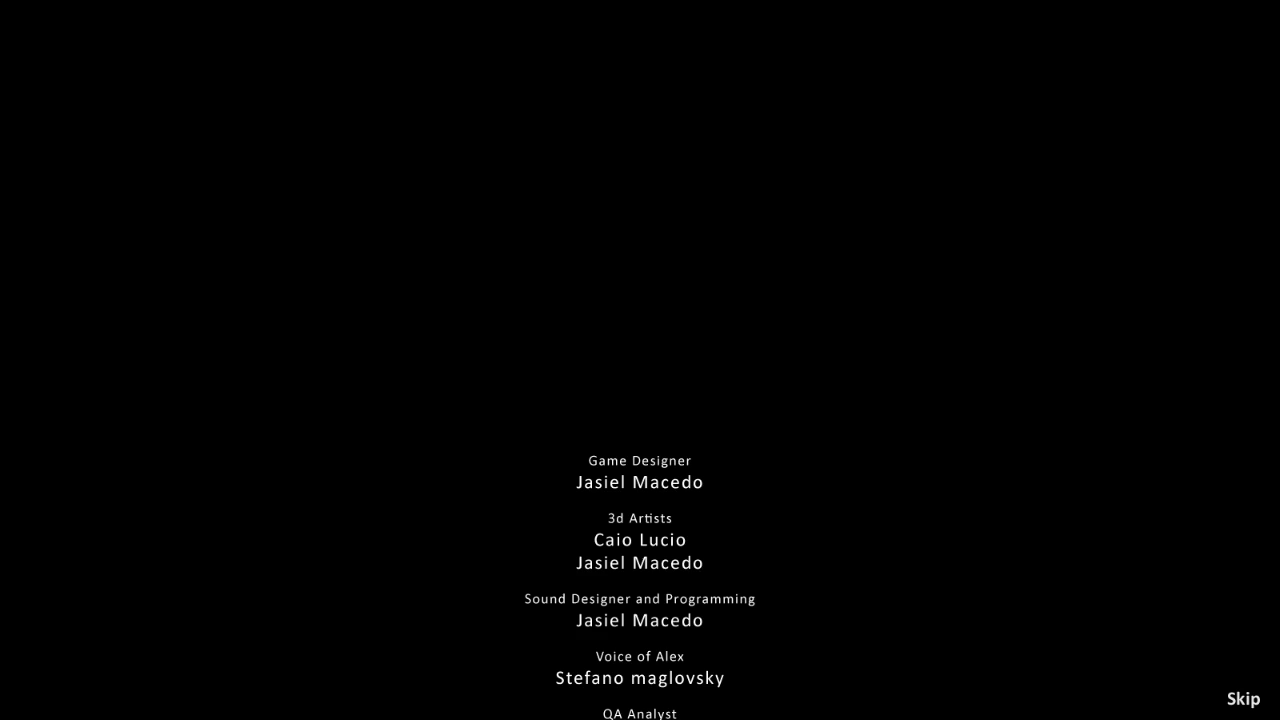 Game Designer
Jasiel Macedo
3d Artists
Caio Lucio
Jasiel Macedo
Sound Designer and Programming
Jasiel Macedo
Voice of Alex
Stefano maglovsky
QA Analyst
Skip